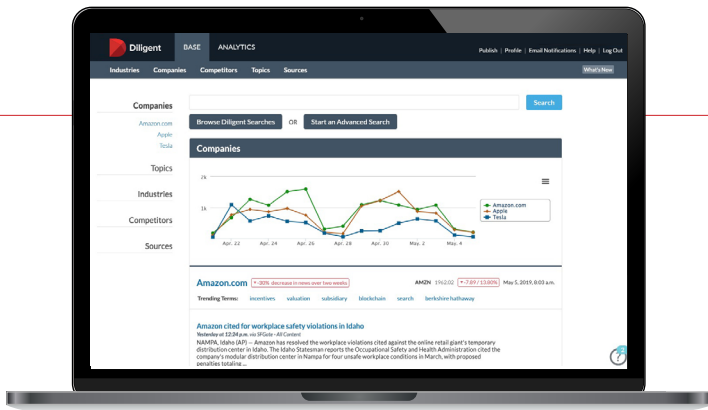 Diligent
BASE
ANALYTICS
Publish | Profile | Email Notifications | Help | Log Out
Industries Companies Competitors Topics Sources
What's New
Companies
Amazon.com
Apple
Tesla
Topics
Industries
Competitors
Sources
Search
Browse Diligent Searches OR Start an Advanced Search
Companies
2k
1k
Apr. 22 Apr. 24 Apr. 26 Apr. 28 Apr. 30 May. 2 May. 4
Amazon.com
Apple
Tesla
Amazon.com -30% decrease in news over two weeks AMZN 1962.02 May 5, 2019, 8:03 a.m.
Trending Terms: incentives valuation subsidiary blockchain search berkshire hathaway
Amazon cited for workplace safety violations in Idaho
Yesterday at 12:24 p.m. via SFGate • All Content
NAMPA, Idaho (AP) — Amazon has resolved the workplace violations cited against the online retail giant's temporary
distribution center in Idaho. The Idaho Statesman reports the Occupational Safety and Health Administration cited the
company's modular distribution center in Nampa for four unsafe workplace conditions in March, with proposed
penalties totaling ...
?